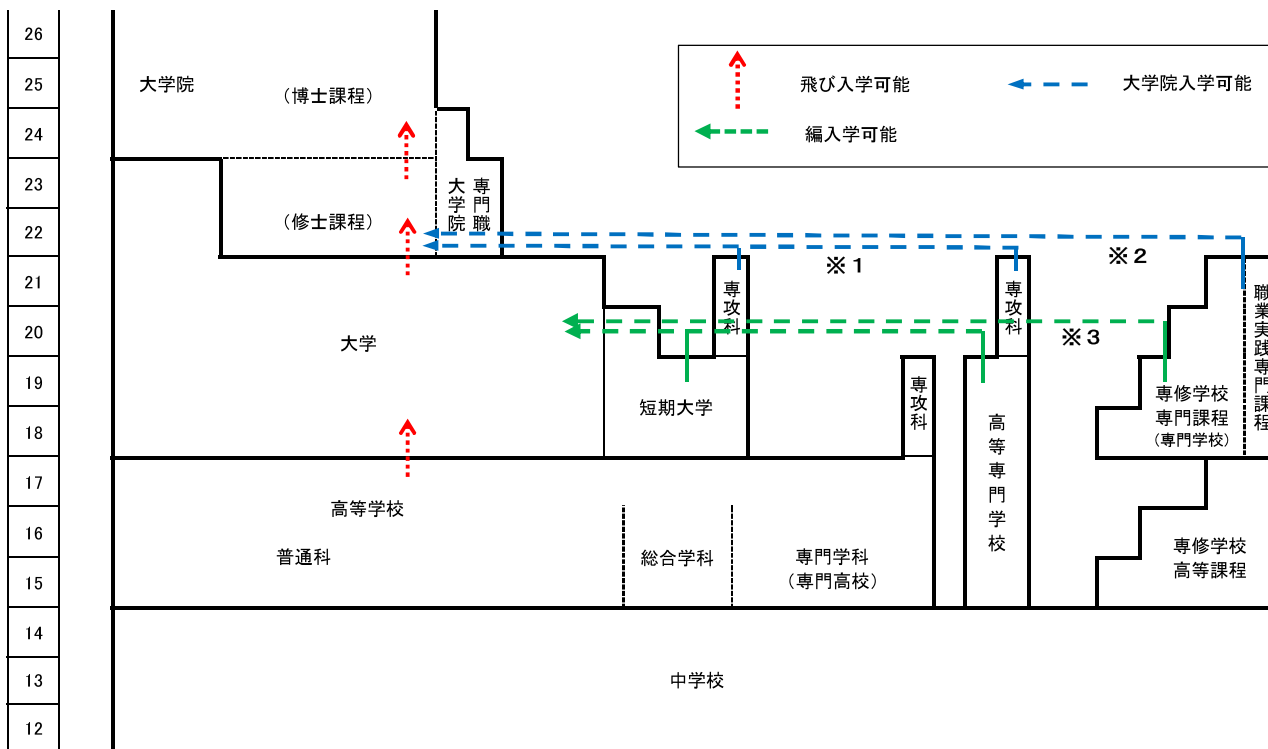 26
25
24
23
22
21
20
19
18
17
16
15
14
13
12
飛び入学可能
大学院入学可能
編入学可能
大学院
(博士課程)
(修士課程)
専門職
大学院
※1
※2
※3
大学
専攻科
短期大学
専攻科
専攻科
高等専門学校
専修学校
専門課程
(専門学校)
職業実践専門課程
高等学校
普通科
総合学科
専門学科
(専門高校)
専修学校
高等課程
中学校